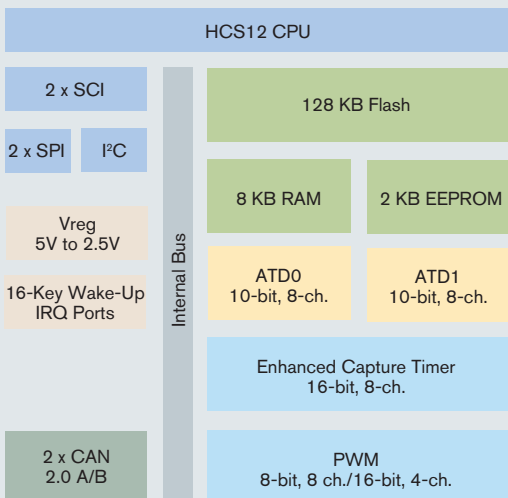 HCS12 CPU
2 x SCI
2 x SPI
I²C
Vreg
5V to 2.5V
16-Key Wake-Up
IRQ Ports
2 x CAN
2.0 A/B
Internal Bus
128 KB Flash
8 KB RAM
2 KB EEPROM
ATD0
10-bit, 8-ch.
ATD1
10-bit, 8-ch.
Enhanced Capture Timer
16-bit, 8-ch.
PWM
8-bit, 8 ch./16-bit, 4-ch.